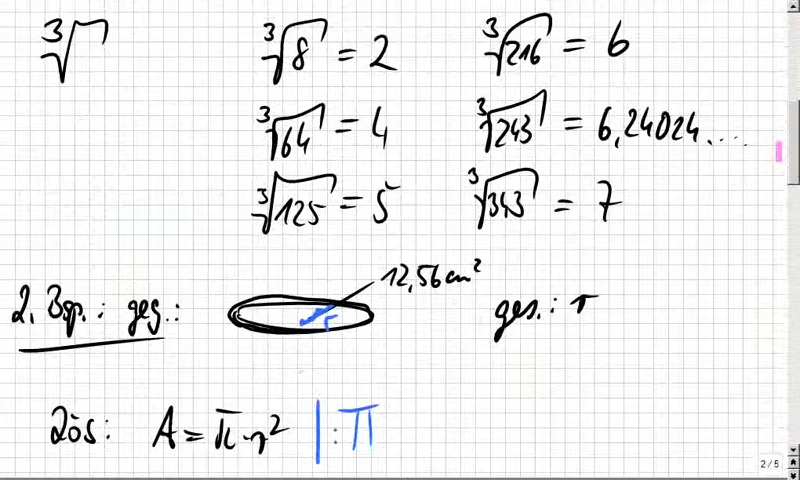 ∛ ∛8 = 2 ∛216 = 6
∛64 = 4 ∛243 = 6,24024....
∛125 = 5 ∛343 = 7
12,56 cm²
2. Bsp.: geg.: r ges.: r
Lös: A = π · r² | : π
2/5